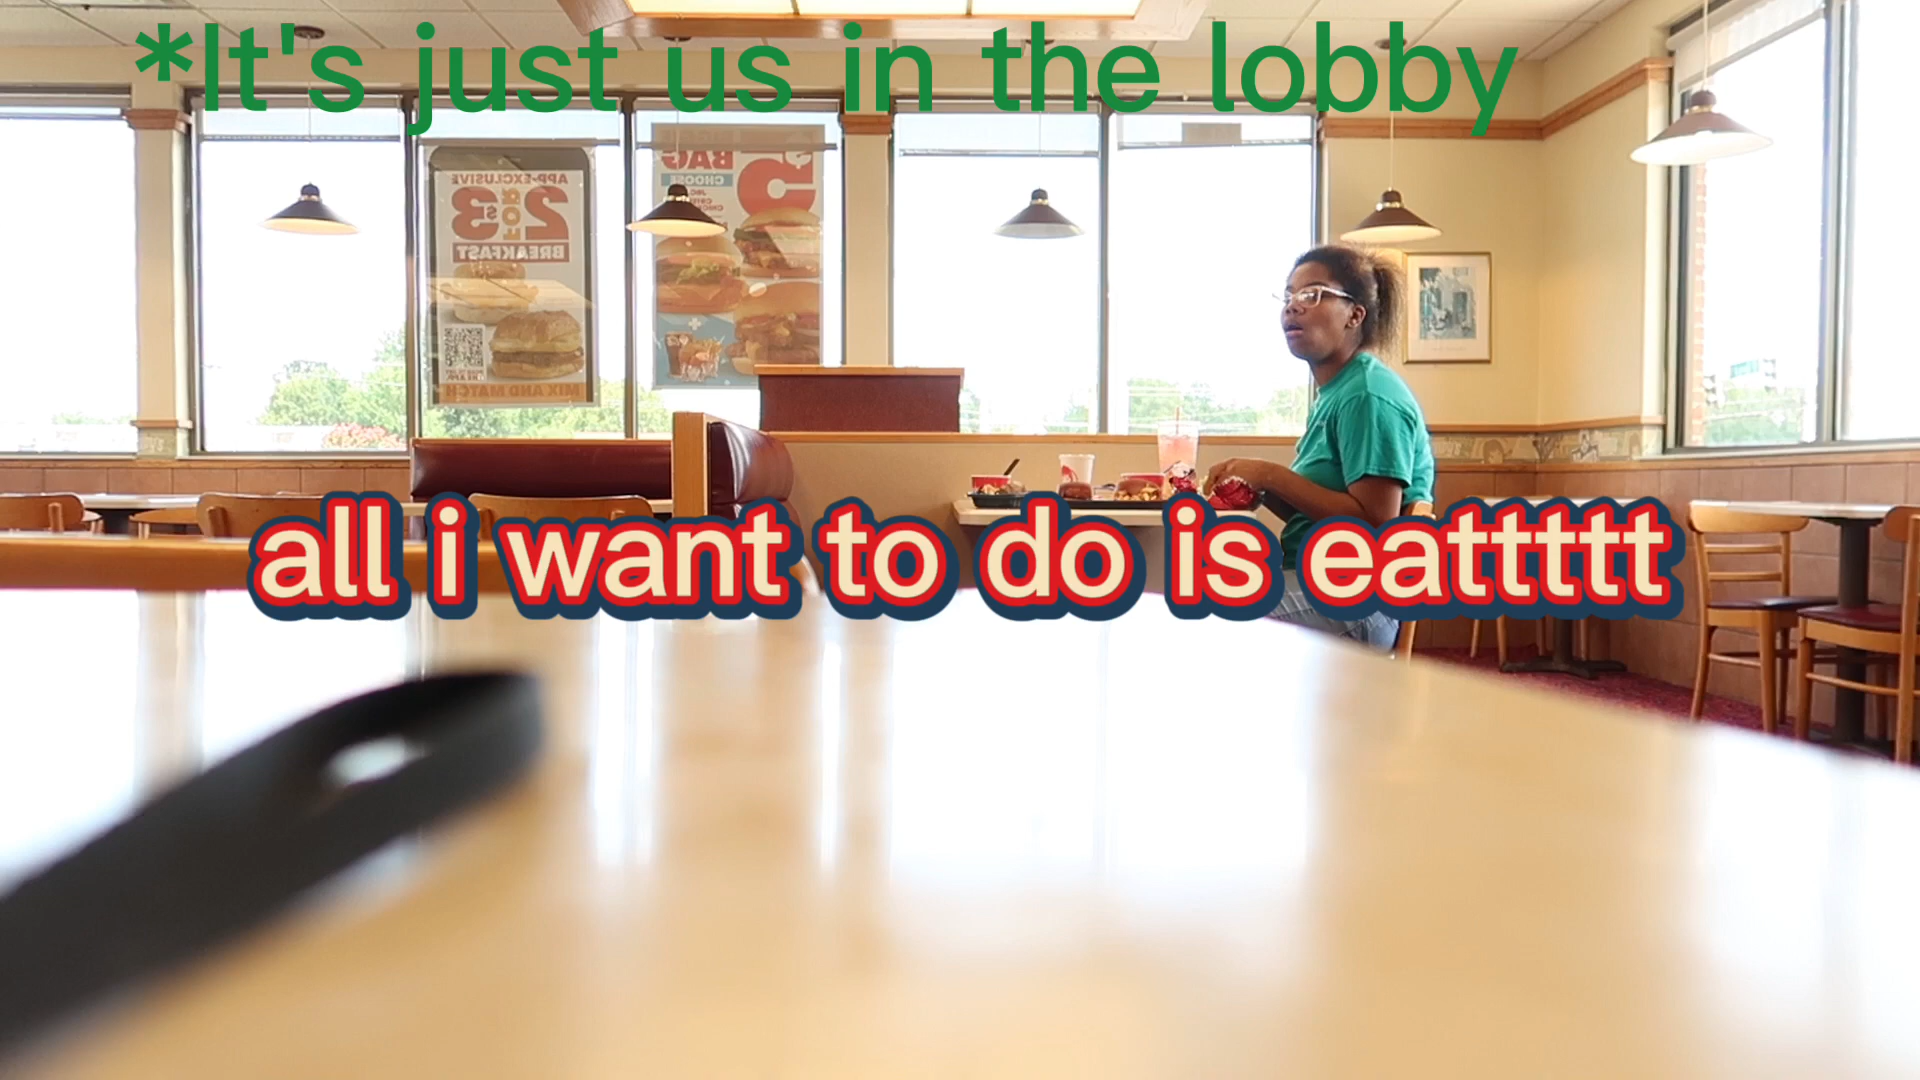 *It's just us in the lobby
APP-EXCLUSIVE
2 FOR $3
BREAKFAST
MIX AND MATCH
$5
BAG
CHOOSE
all i want to do is eatttttt